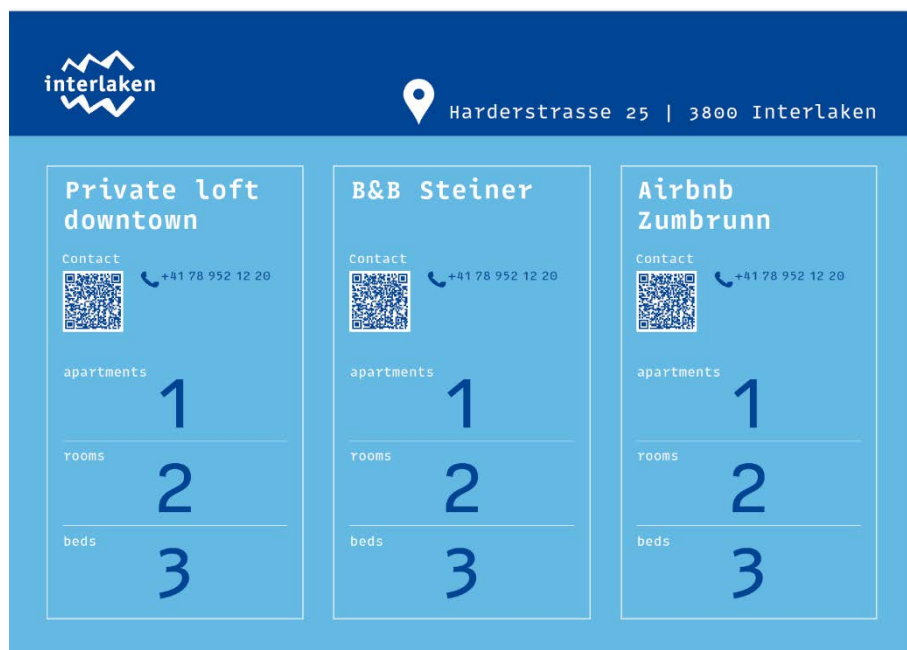 interlaken
Harderstrasse 25 | 3800 Interlaken
Private loft
downtown
Contact
+41 78 952 12 20
apartments
1
rooms
2
beds
3
B&B Steiner
Contact
+41 78 952 12 20
apartments
1
rooms
2
beds
3
Airbnb
Zumbrunn
Contact
+41 78 952 12 20
apartments
1
rooms
2
beds
3